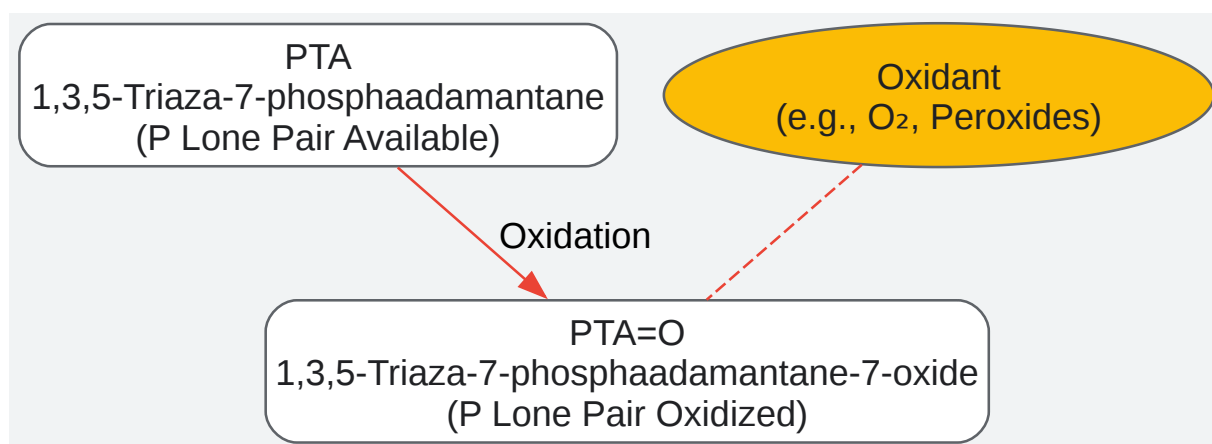 PTA
1,3,5-Triaza-7-phosphaadamantane
(P Lone Pair Available)
Oxidant
(e.g., O₂, Peroxides)
Oxidation
PTA=O
1,3,5-Triaza-7-phosphaadamantane-7-oxide
(P Lone Pair Oxidized)